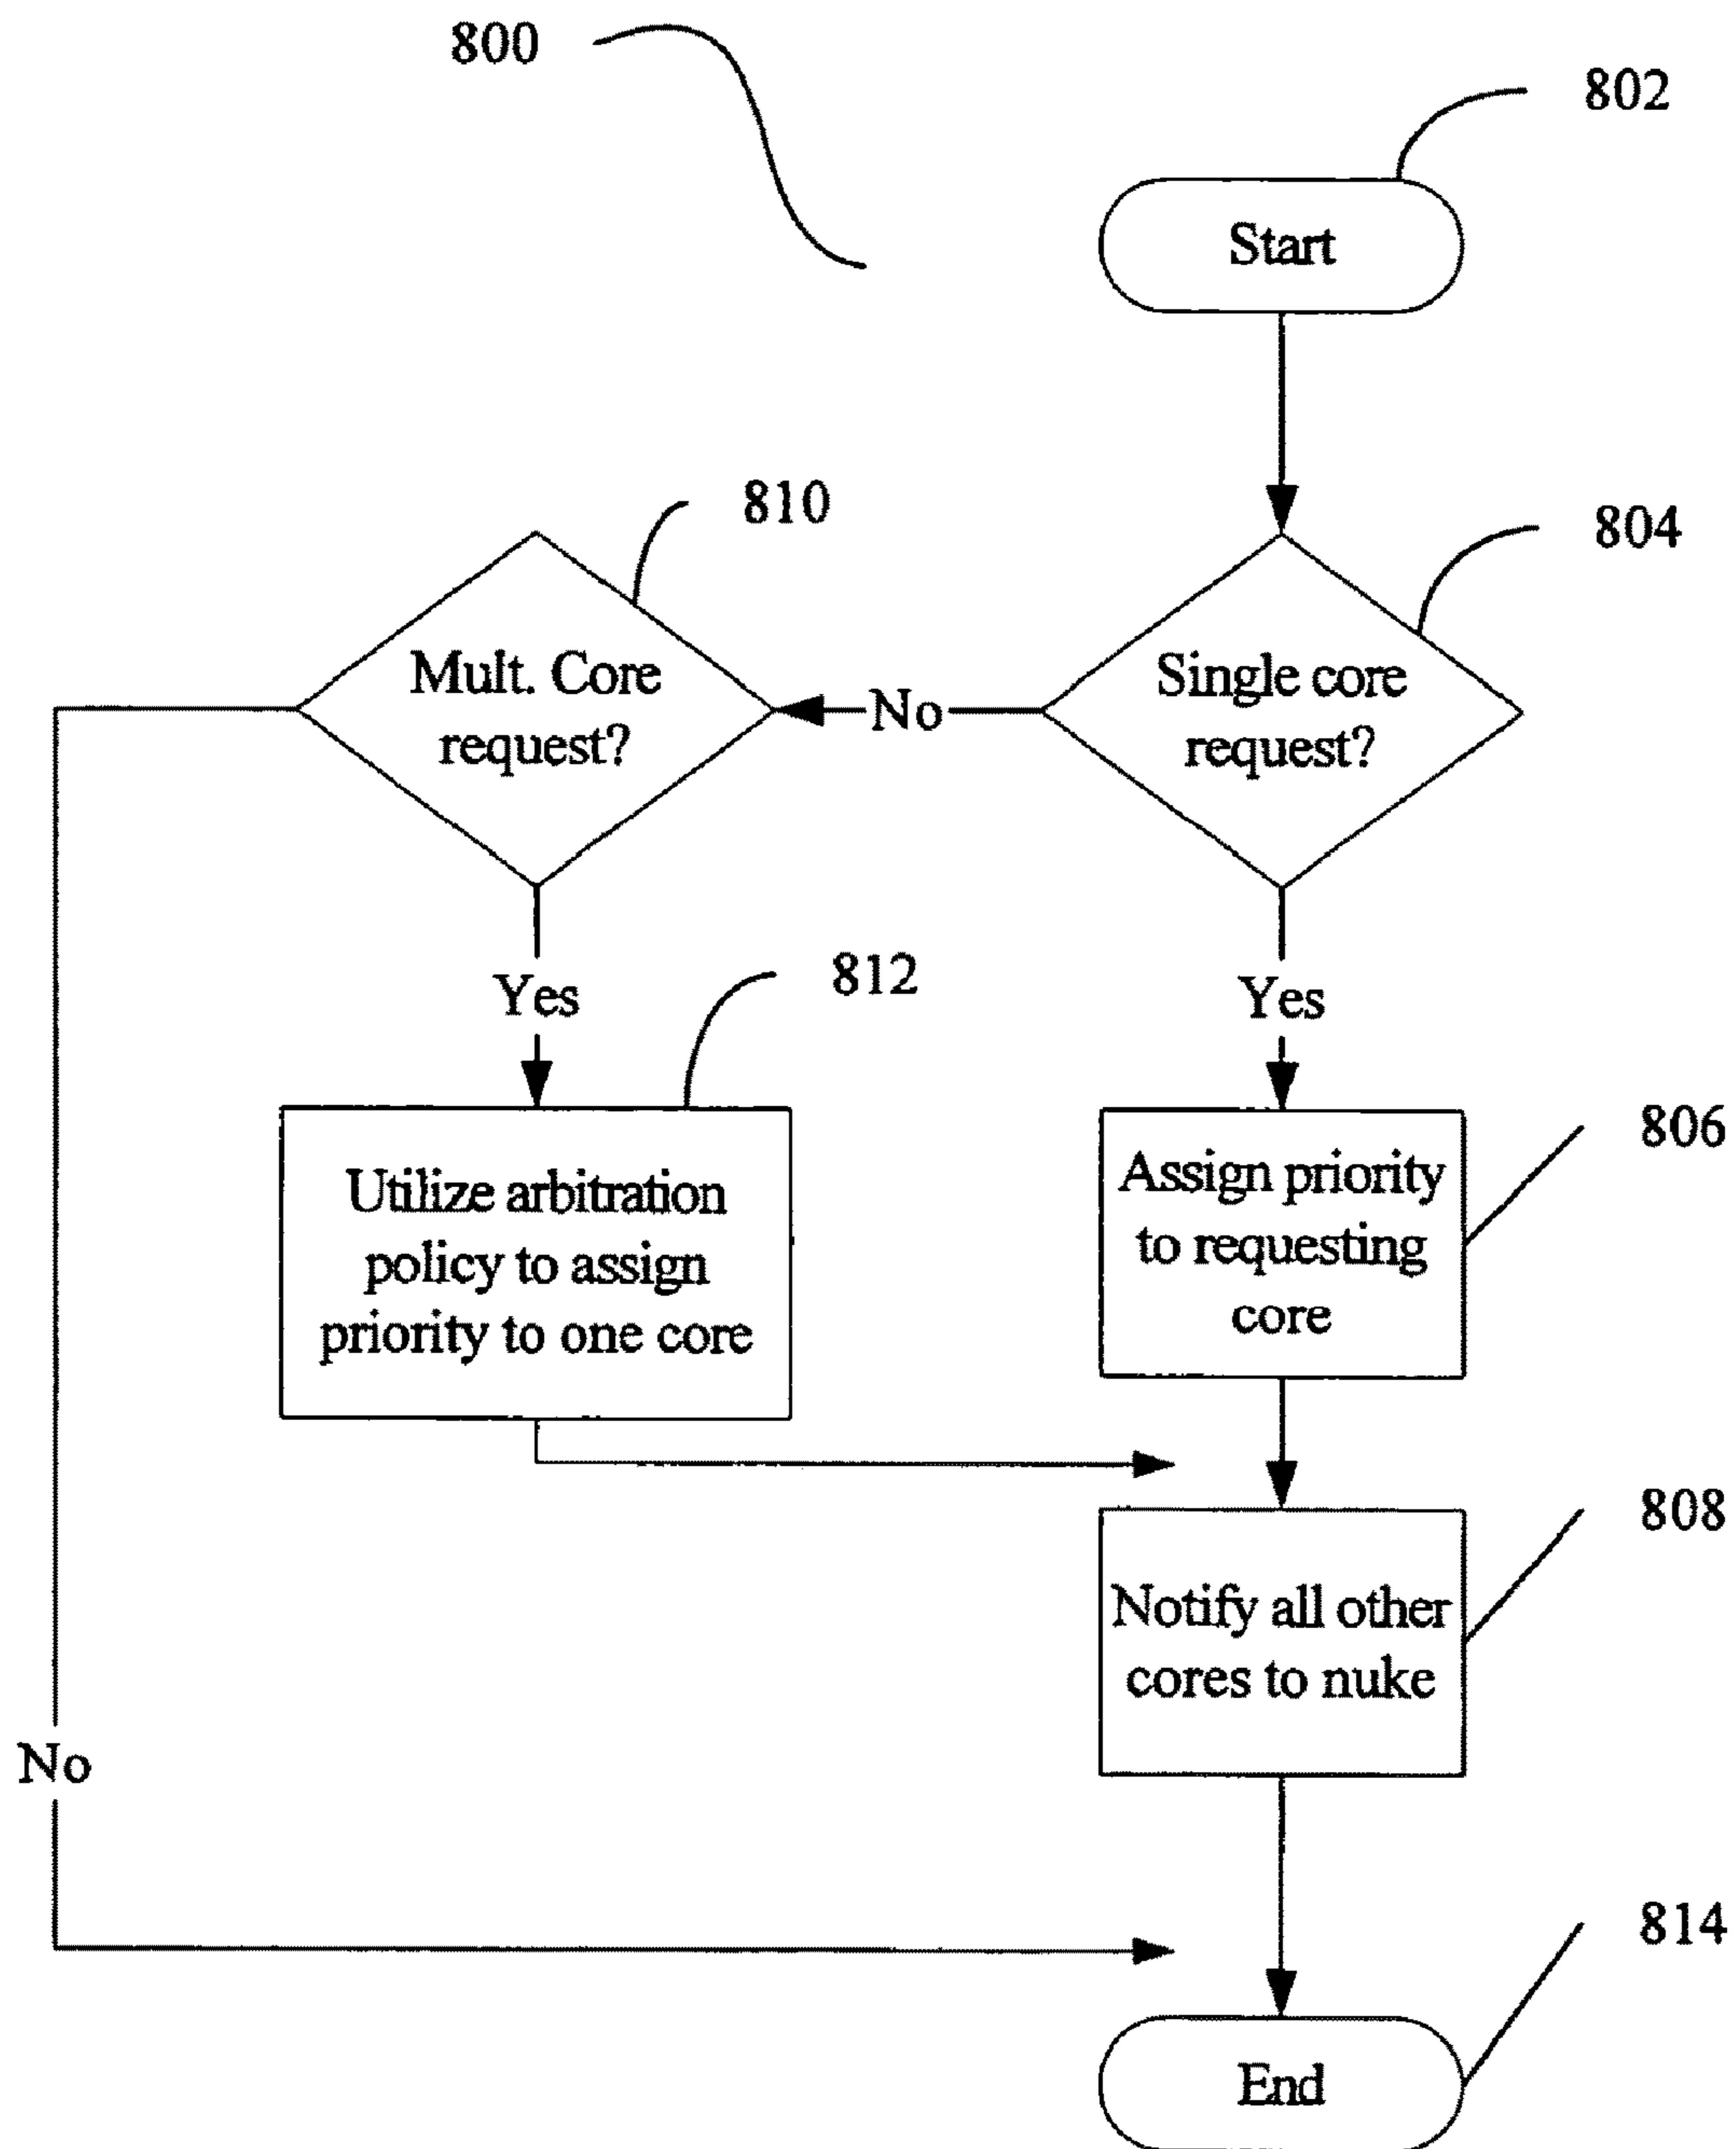 800
802
Start
810
804
Mult. Core
request?
No
Single core
request?
Yes
812
Yes
806
Utilize arbitration
policy to assign
priority to one core
Assign priority
to requesting
core
808
Notify all other
cores to nuke
No
814
End